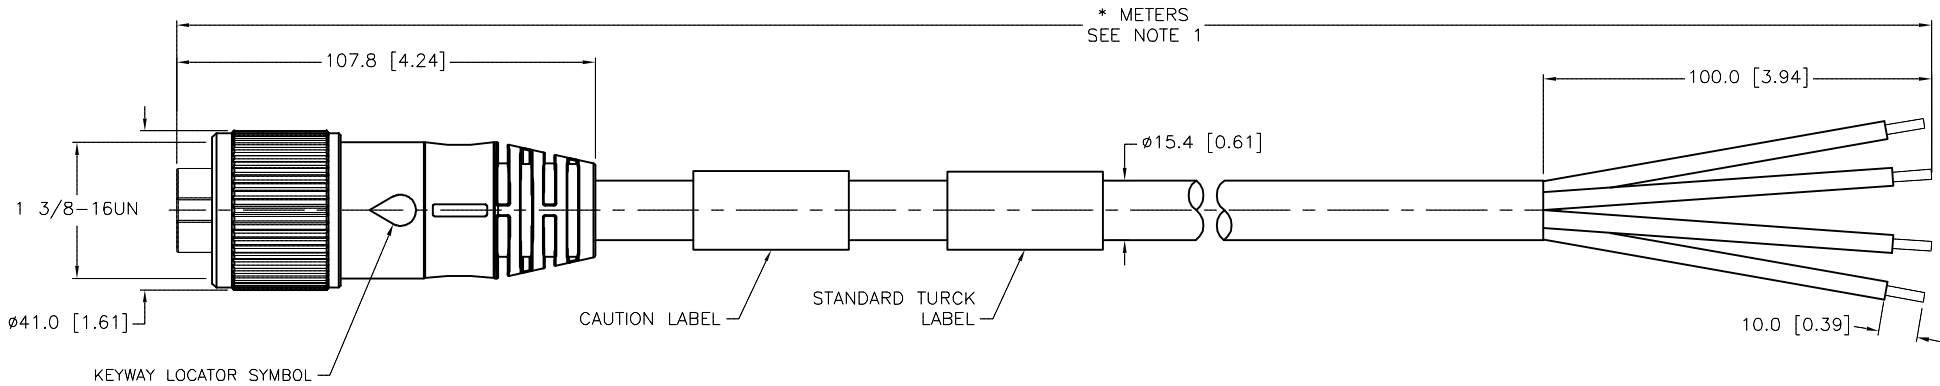 * METERS
SEE NOTE 1
107.8 [4.24]
100.0 [3.94]
ø15.4 [0.61]
1 3/8-16UN
STANDARD TURCK
LABEL
CAUTION LABEL
ø41.0 [1.61]
10.0 [0.39]
KEYWAY LOCATOR SYMBOL